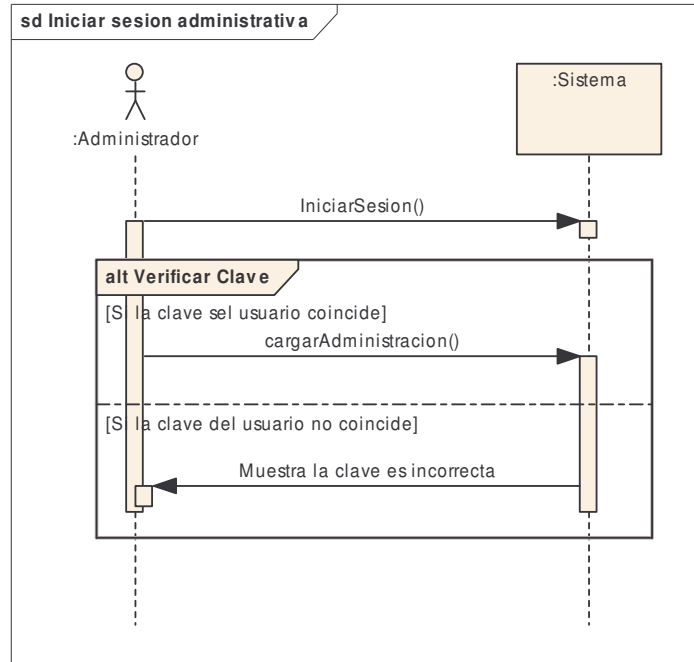 sd Iniciar sesion administrativa
:Administrador
:Sistema
IniciarSesion()
alt Verificar Clave
[Si la clave sel usuario coincide]
cargarAdministracion()
[Si la clave del usuario no coincide]
Muestra la clave es incorrecta